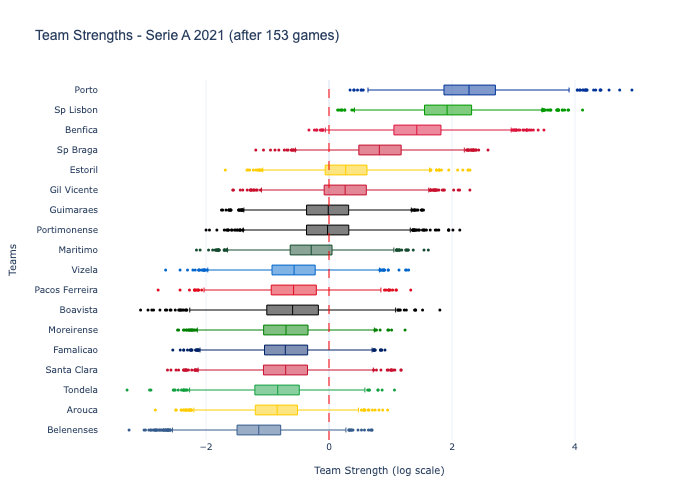 Team Strengths - Serie A 2021 (after 153 games)
Porto
Sp Lisbon
Benfica
Sp Braga
Estoril
Gil Vicente
Guimaraes
Portimonense
Maritimo
Vizela
Pacos Ferreira
Boavista
Moreirense
Famalicao
Santa Clara
Tondela
Arouca
Belenenses
Teams
−2 0 2 4
Team Strength (log scale)